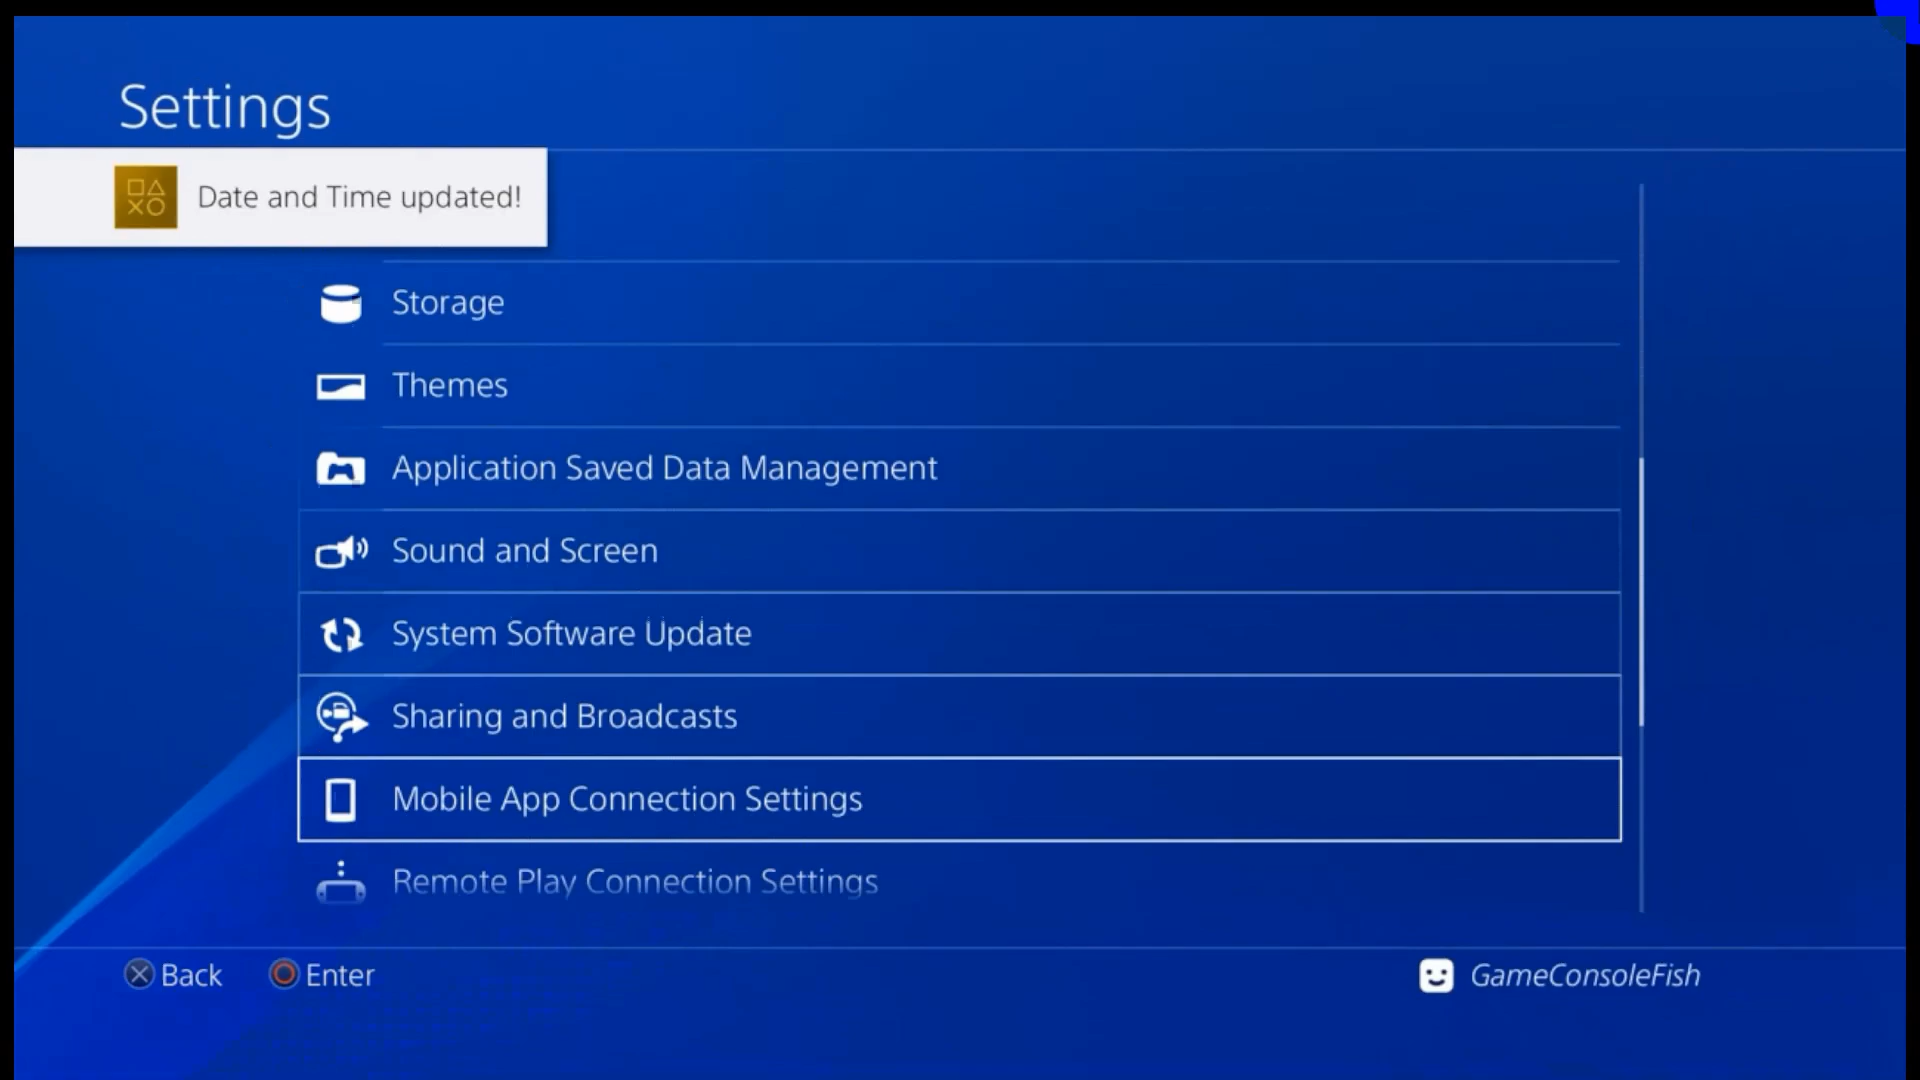 Settings
Date and Time updated!
Storage
Themes
Application Saved Data Management
Sound and Screen
System Software Update
Sharing and Broadcasts
Mobile App Connection Settings
Remote Play Connection Settings
Back Enter GameConsoleFish